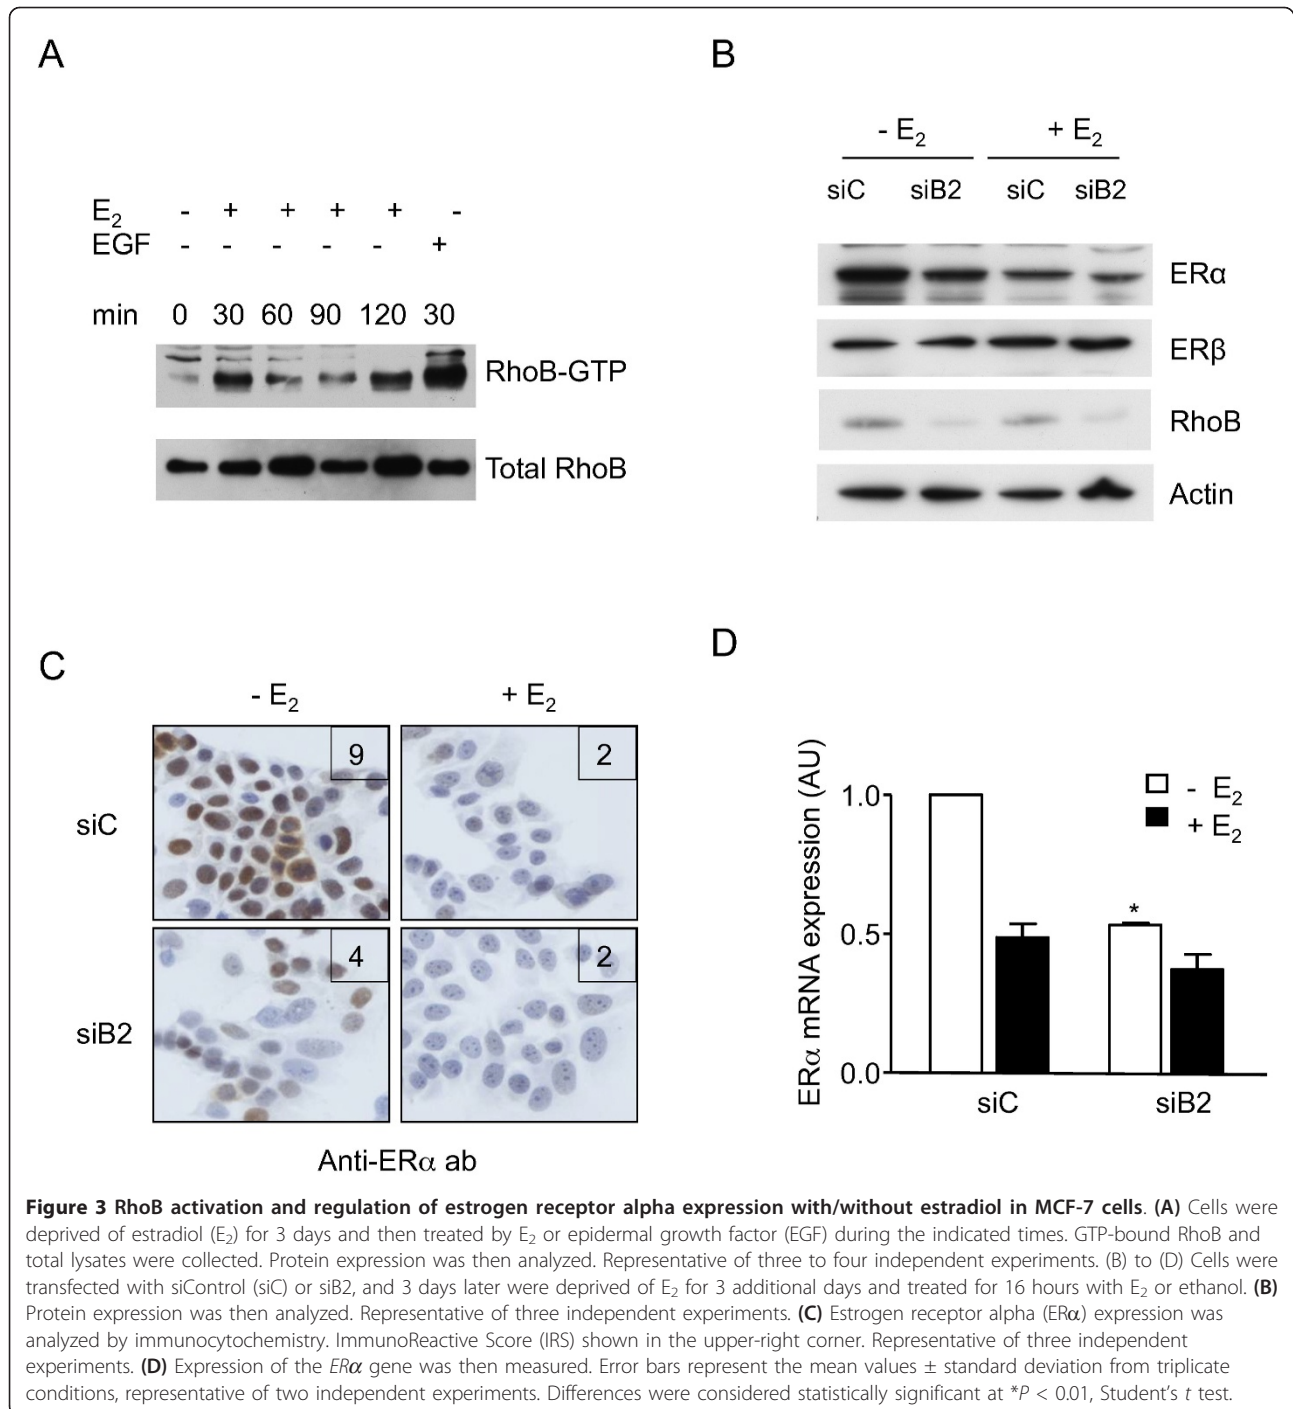 A
E2 - + + + + -
EGF - - - - - +
min 0 30 60 90 120 30
RhoB-GTP
Total RhoB
B
- E2 + E2
siC siB2 siC siB2
ERα
ERβ
RhoB
Actin
C
- E2 + E2
siC
9
2
siB2
4
2
Anti-ERα ab
D
ERα mRNA expression (AU)
1.0
0.5
0.0
- E2
+ E2
*
siC siB2
Figure 3 RhoB activation and regulation of estrogen receptor alpha expression with/without estradiol in MCF-7 cells. (A) Cells were
deprived of estradiol (E2) for 3 days and then treated by E2 or epidermal growth factor (EGF) during the indicated times. GTP-bound RhoB and
total lysates were collected. Protein expression was then analyzed. Representative of three to four independent experiments. (B) to (D) Cells were
transfected with siControl (siC) or siB2, and 3 days later were deprived of E2 for 3 additional days and treated for 16 hours with E2 or ethanol. (B)
Protein expression was then analyzed. Representative of three independent experiments. (C) Estrogen receptor alpha (ERα) expression was
analyzed by immunocytochemistry. ImmunoReactive Score (IRS) shown in the upper-right corner. Representative of three independent
experiments. (D) Expression of the ERα gene was then measured. Error bars represent the mean values ± standard deviation from triplicate
conditions, representative of two independent experiments. Differences were considered statistically significant at *P < 0.01, Student's t test.